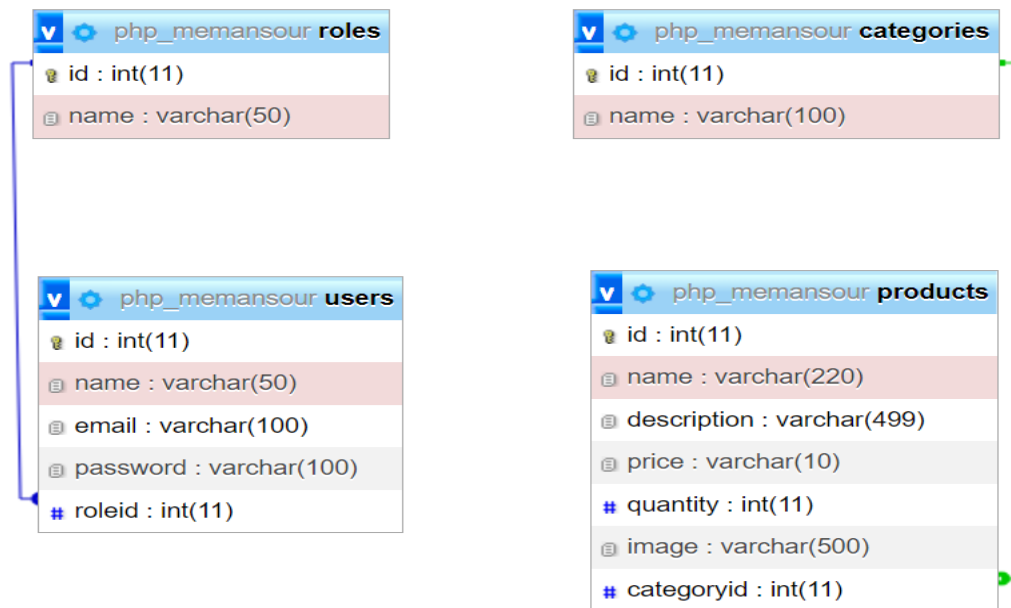 v php_memansour roles
id : int(11)
name : varchar(50)
v php_memansour categories
id : int(11)
name : varchar(100)
v php_memansour users
id : int(11)
name : varchar(50)
email : varchar(100)
password : varchar(100)
# roleid : int(11)
v php_memansour products
id : int(11)
name : varchar(220)
description : varchar(499)
price : varchar(10)
# quantity : int(11)
image : varchar(500)
# categoryid : int(11)